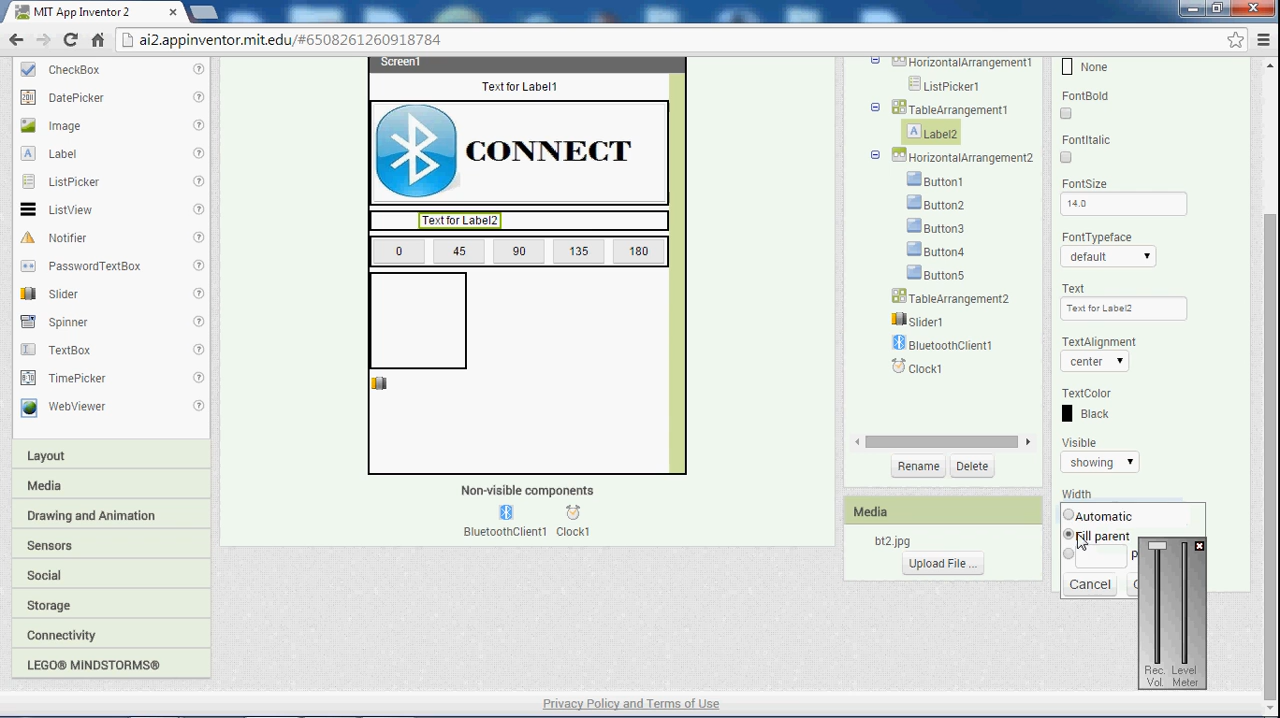 MIT App Inventor 2
ai2.appinventor.mit.edu/#6508261260918784
CheckBox
DatePicker
Image
Label
ListPicker
ListView
Notifier
PasswordTextBox
Slider
Spinner
TextBox
TimePicker
WebViewer
Layout
Media
Drawing and Animation
Sensors
Social
Storage
Connectivity
LEGO® MINDSTORMS®
Screen1
Text for Label1
CONNECT
Text for Label2
0 45 90 135 180
Non-visible components
BluetoothClient1 Clock1
HorizontalArrangement1
ListPicker1
TableArrangement1
Label2
HorizontalArrangement2
Button1
Button2
Button3
Button4
Button5
TableArrangement2
Slider1
BluetoothClient1
Clock1
Rename Delete
Media
bt2.jpg
Upload File ...
None
FontBold
FontItalic
FontSize
14.0
FontTypeface
default
Text
Text for Label2
TextAlignment
center
TextColor
Black
Visible
showing
Width
Automatic
Fill parent
Cancel
Rec. Level
Vol. Meter
Privacy Policy and Terms of Use